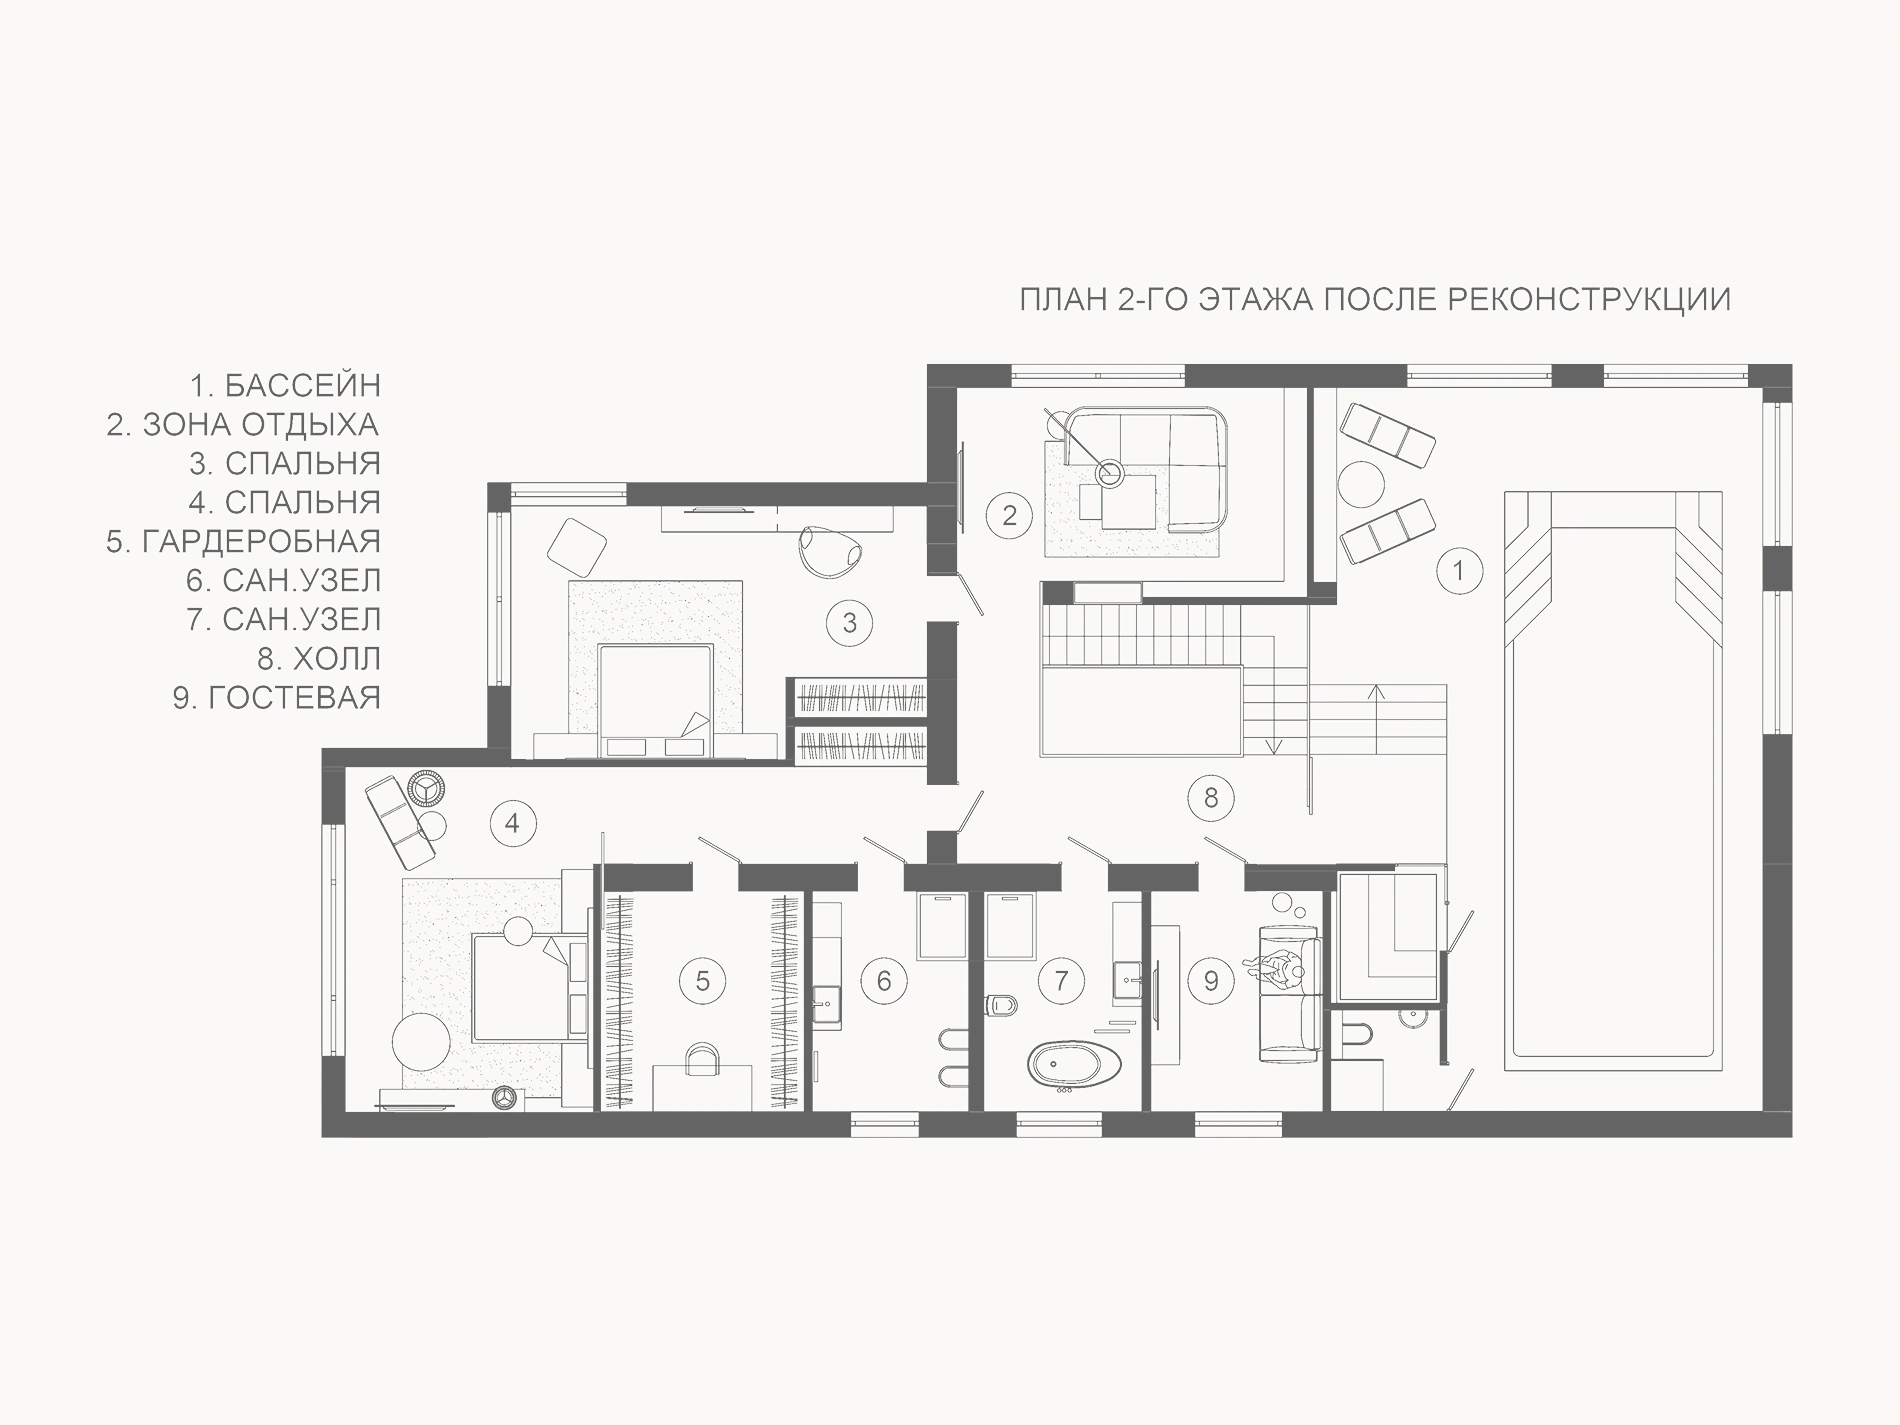 ПЛАН 2-ГО ЭТАЖА ПОСЛЕ РЕКОНСТРУКЦИИ
1. БАССЕЙН
2. ЗОНА ОТДЫХА
3. СПАЛЬНЯ
4. СПАЛЬНЯ
5. ГАРДЕРОБНАЯ
6. САН.УЗЕЛ
7. САН.УЗЕЛ
8. ХОЛЛ
9. ГОСТЕВАЯ
2
1
3
8
4
5
6
7
9